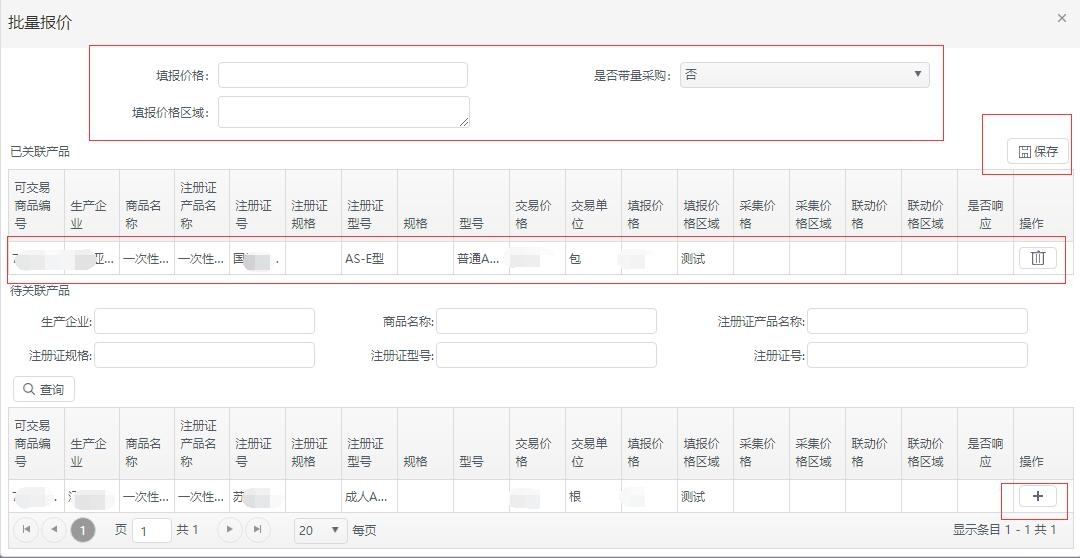 批量报价
填报价格:
是否带量采购: 否
填报价格区域:
已关联产品
保存
可交易商品编号 生产企业 商品名称 注册证产品名称 注册证号 注册证规格 注册证型号 规格 型号 交易价格 交易单位 填报价格 填报价格区域 采集价格 采集价格区域 联动价格 联动价格区域 是否响应 操作
亚... 一次性... 一次性... 国 AS-E型 普通A... 包 测试
待关联产品
生产企业: 商品名称: 注册证产品名称:
注册证规格: 注册证型号: 注册证号:
查询
可交易商品编号 生产企业 商品名称 注册证产品名称 注册证号 注册证规格 注册证型号 规格 型号 交易价格 交易单位 填报价格 填报价格区域 采集价格 采集价格区域 联动价格 联动价格区域 是否响应 操作
一次性... 一次性... 苏 成人A... 根 测试
1 页 1 共 1 20 每页 显示条目 1 - 1 共 1